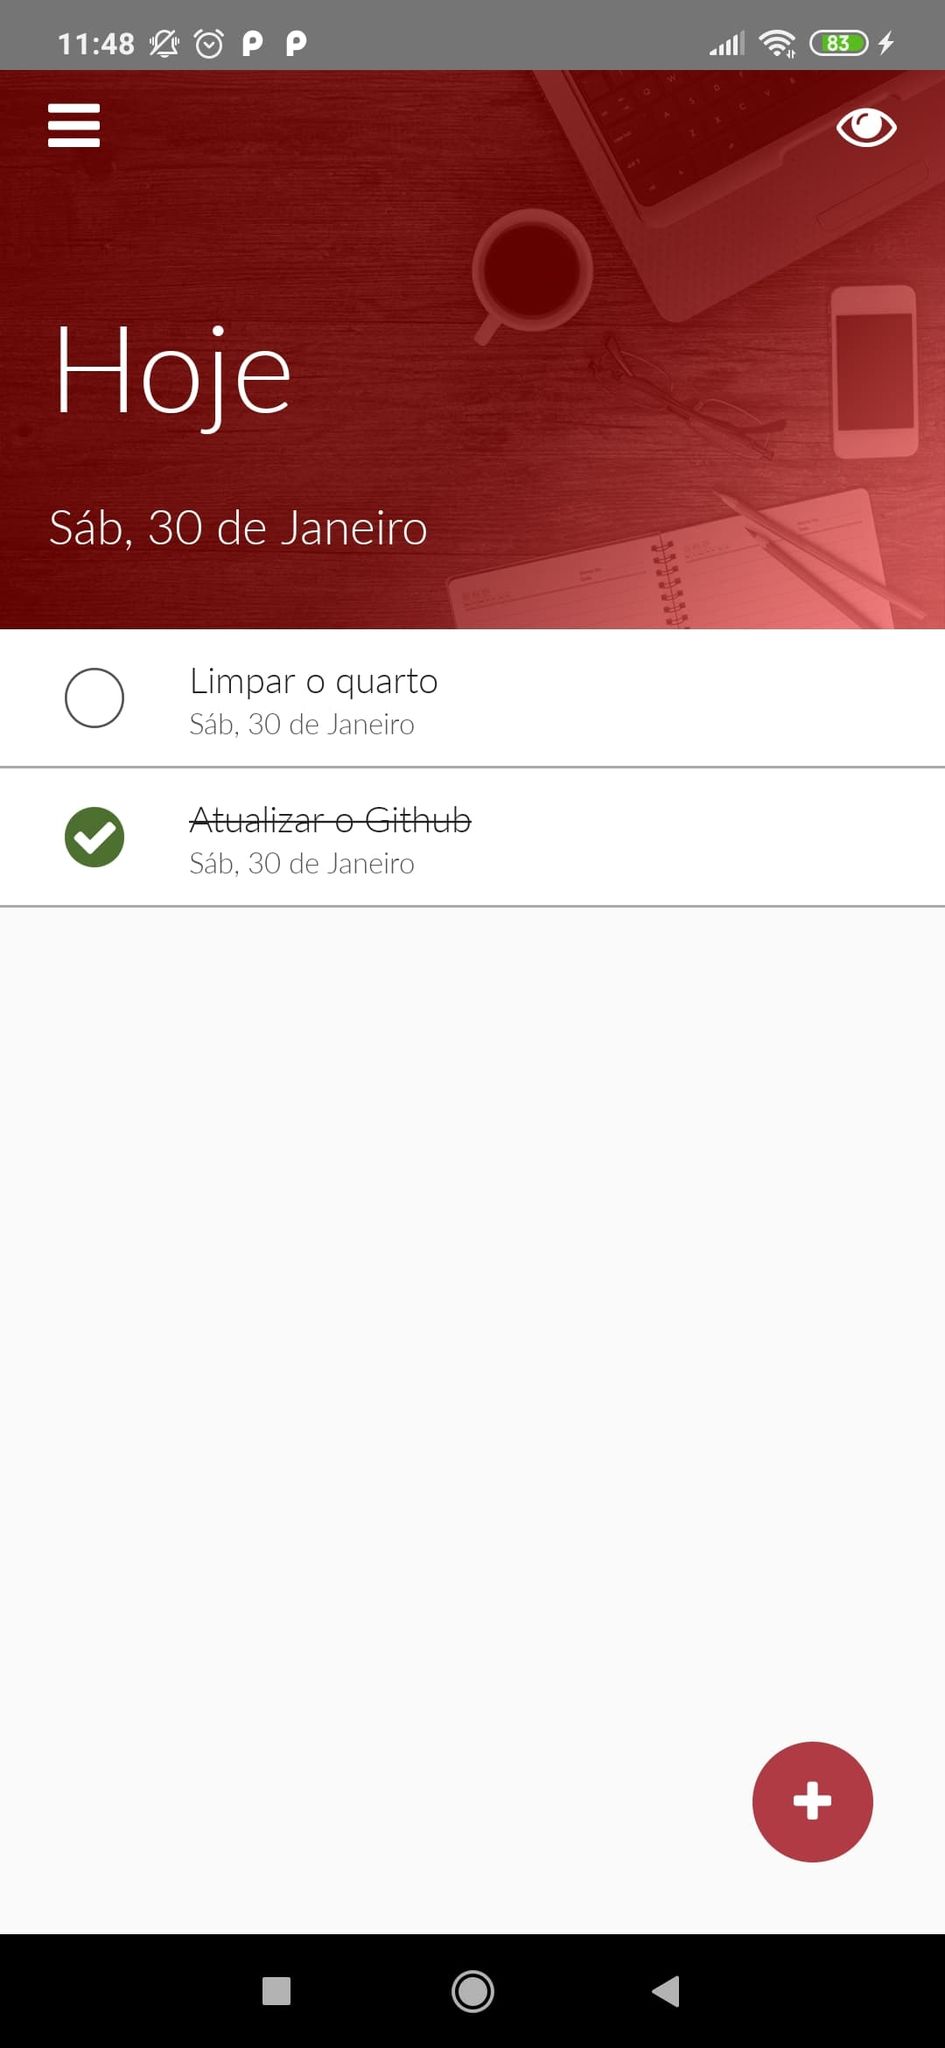 11:48
83
Hoje
Sáb, 30 de Janeiro
Limpar o quarto
Sáb, 30 de Janeiro
Atualizar o Github
Sáb, 30 de Janeiro